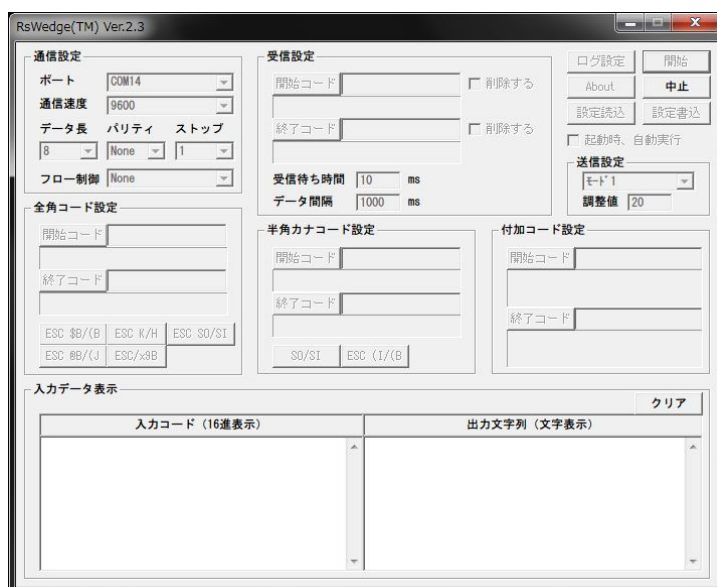 RsWedge(TM) Ver.2.3
通信設定
ポート COM14
通信速度 9600
データ長 パリティ ストップ
8 None 1
フロー制御 None
受信設定
開始コード 削除する
終了コード 削除する
受信待ち時間 10 ms
データ間隔 1000 ms
ログ設定 開始
About 中止
設定読込 設定書込
起動時、自動実行
送信設定
モード1
調整値 20
全角コード設定
開始コード
終了コード
ESC $B/(B ESC K/H ESC SO/SI
ESC @B/(J ESC/x9B
半角カナコード設定
開始コード
終了コード
SO/SI ESC (I/(B
付加コード設定
開始コード
終了コード
入力データ表示
クリア
入力コード（16進表示） 出力文字列（文字表示）